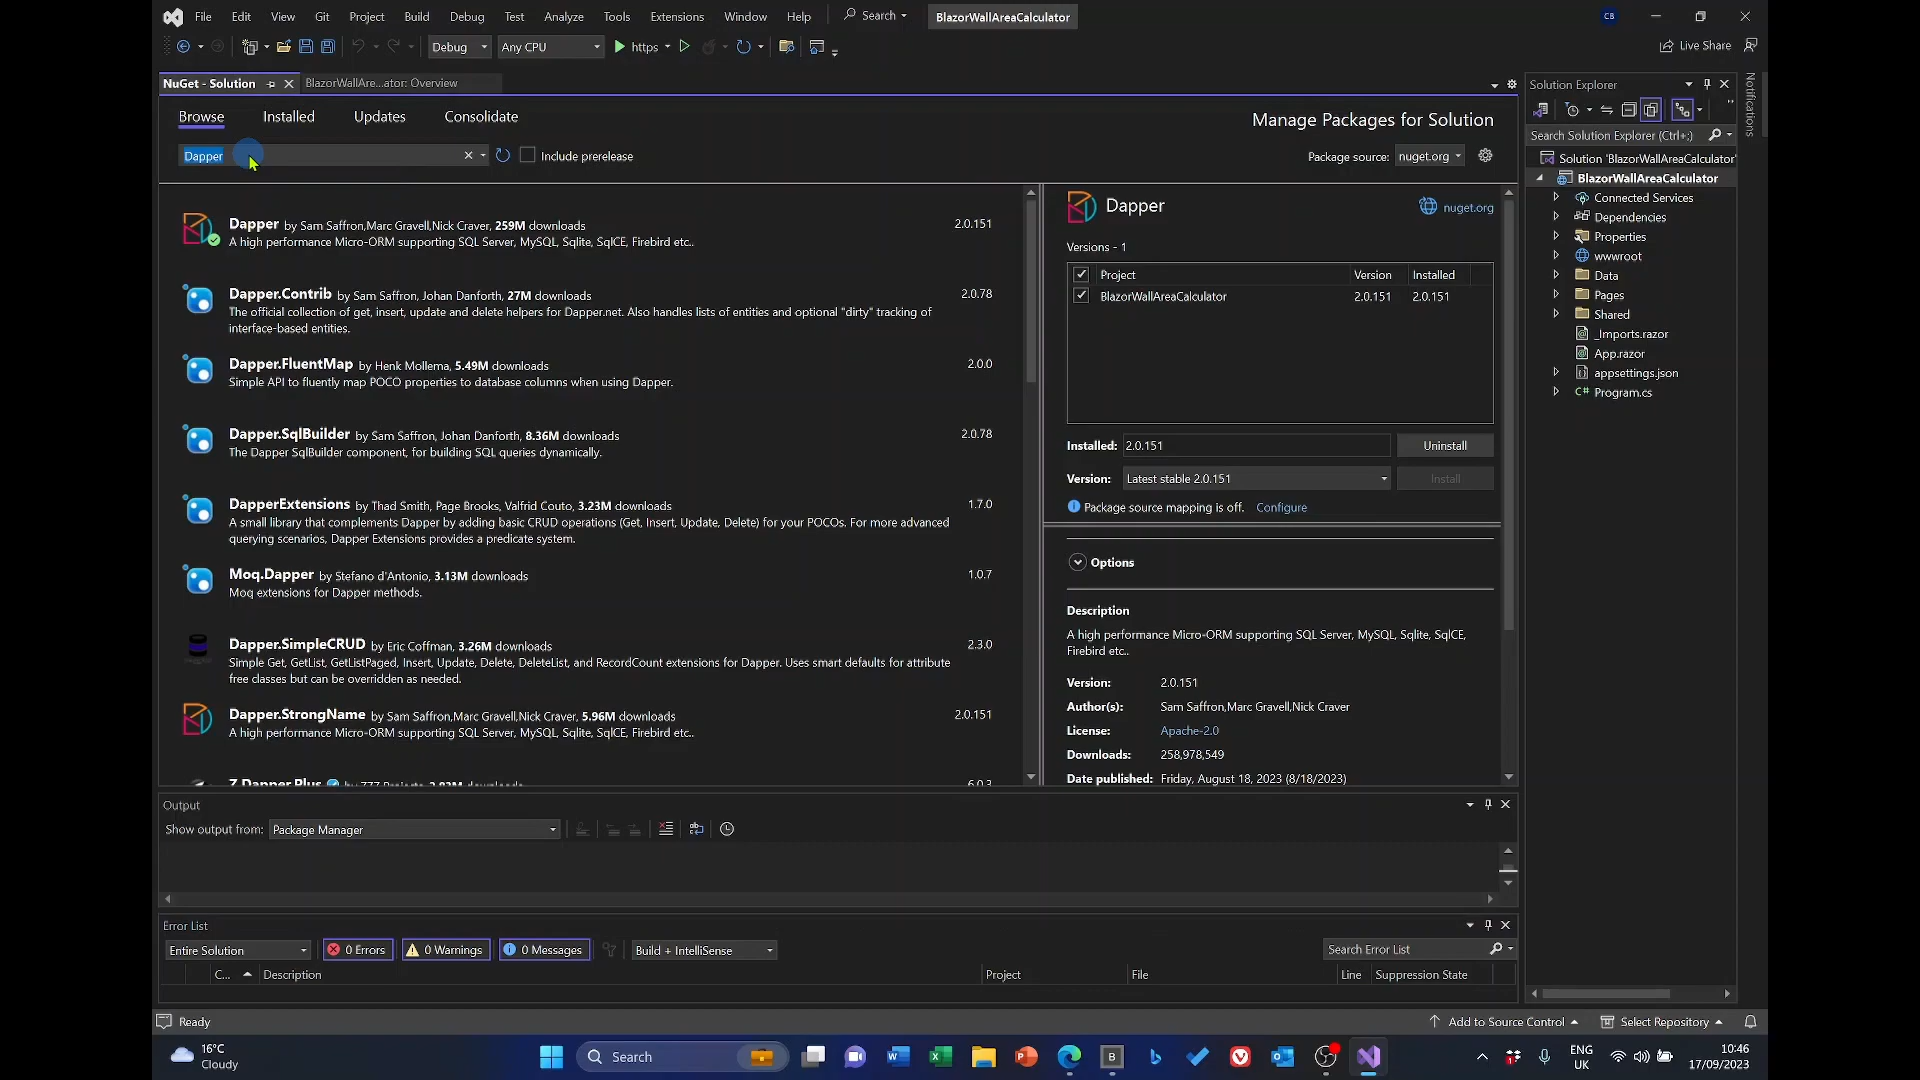 File Edit View Git Project Build Debug Test Analyze Tools Extensions Window Help Search BlazorWallAreaCalculator CB
Debug Any CPU https Live Share
NuGet - Solution BlazorWallAre...ator: Overview
Browse Installed Updates Consolidate
Manage Packages for Solution
Dapper Include prerelease
Package source: nuget.org
Dapper by Sam Saffron,Marc Gravell,Nick Craver, 259M downloads 2.0.151
A high performance Micro-ORM supporting SQL Server, MySQL, Sqlite, SqlCE, Firebird etc..
Dapper.Contrib by Sam Saffron, Johan Danforth, 27M downloads 2.0.78
The official collection of get, insert, update and delete helpers for Dapper.net. Also handles lists of entities and optional "dirty" tracking of
interface-based entities.
Dapper.FluentMap by Henk Mollema, 5.49M downloads 2.0.0
Simple API to fluently map POCO properties to database columns when using Dapper.
Dapper.SqlBuilder by Sam Saffron, Johan Danforth, 8.36M downloads 2.0.78
The Dapper SqlBuilder component, for building SQL queries dynamically.
DapperExtensions by Thad Smith, Page Brooks, Valfrid Couto, 3.23M downloads 1.7.0
A small library that complements Dapper by adding basic CRUD operations (Get, Insert, Update, Delete) for your POCOs. For more advanced
querying scenarios, Dapper Extensions provides a predicate system.
Moq.Dapper by Stefano d'Antonio, 3.13M downloads 1.0.7
Moq extensions for Dapper methods.
Dapper.SimpleCRUD by Eric Coffman, 3.26M downloads 2.3.0
Simple Get, GetList, GetListPaged, Insert, Update, Delete, DeleteList, and RecordCount extensions for Dapper. Uses smart defaults for attribute
free classes but can be overridden as needed.
Dapper.StrongName by Sam Saffron,Marc Gravell,Nick Craver, 5.96M downloads 2.0.151
A high performance Micro-ORM supporting SQL Server, MySQL, Sqlite, SqlCE, Firebird etc..
Z.Dapper.Plus by ZZZ Projects, 2.83M downloads 6.0.3
Dapper nuget.org
Versions - 1
Project Version Installed
BlazorWallAreaCalculator 2.0.151 2.0.151
Installed: 2.0.151 Uninstall
Version: Latest stable 2.0.151 Install
Package source mapping is off. Configure
Options
Description
A high performance Micro-ORM supporting SQL Server, MySQL, Sqlite, SqlCE,
Firebird etc..
Version: 2.0.151
Author(s): Sam Saffron,Marc Gravell,Nick Craver
License: Apache-2.0
Downloads: 258,978,549
Date published: Friday, August 18, 2023 (8/18/2023)
Solution Explorer
Search Solution Explorer (Ctrl+;)
Solution 'BlazorWallAreaCalculator'
BlazorWallAreaCalculator
Connected Services
Dependencies
Properties
wwwroot
Data
Pages
Shared
_Imports.razor
App.razor
appsettings.json
Program.cs
Notifications
Output
Show output from: Package Manager
Error List
Entire Solution 0 Errors 0 Warnings 0 Messages Build + IntelliSense Search Error List
C... Description Project File Line Suppression State
Ready Add to Source Control Select Repository
16°C
Cloudy
Search
ENG
UK
10:46
17/09/2023